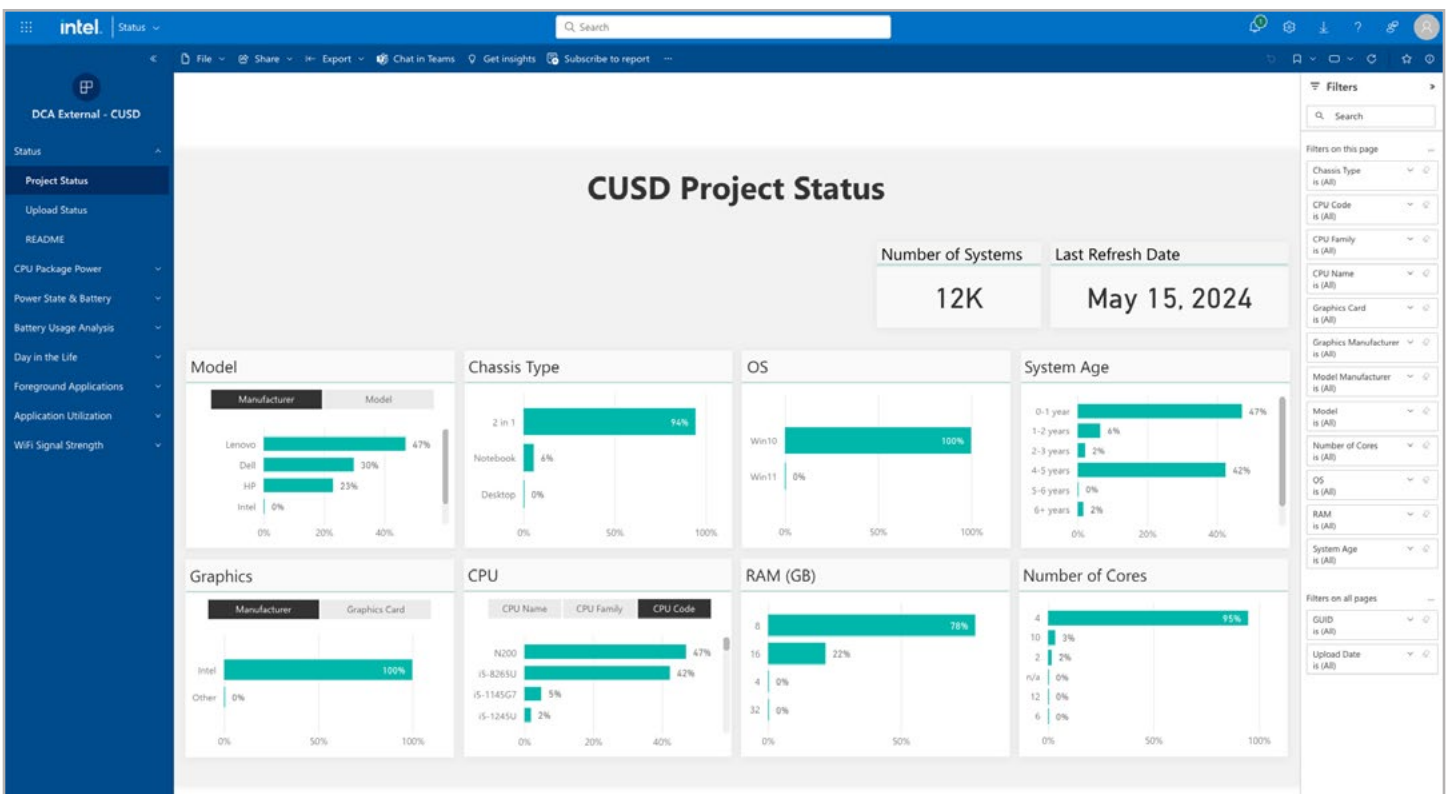 intel. Status
Search
1
File Share Export Chat in Teams Get insights Subscribe to report ...
DCA External - CUSD
Status
Project Status
Upload Status
README
CPU Package Power
Power State & Battery
Battery Usage Analysis
Day in the Life
Foreground Applications
Application Utilization
WiFi Signal Strength
CUSD Project Status
Number of Systems
12K
Last Refresh Date
May 15, 2024
Model
Manufacturer Model
Lenovo 47%
Dell 30%
HP 23%
Intel 0%
0% 20% 40%
Chassis Type
2 in 1 94%
Notebook 6%
Desktop 0%
0% 50% 100%
OS
Win10 100%
Win11 0%
0% 50% 100%
System Age
0-1 year 47%
1-2 years 6%
2-3 years 2%
4-5 years 42%
5-6 years 0%
6+ years 2%
0% 20% 40%
Graphics
Manufacturer Graphics Card
Intel 100%
Other 0%
0% 50% 100%
CPU
CPU Name CPU Family CPU Code
N200 47%
i5-8265U 42%
i5-1145G7 5%
i5-1245U 2%
0% 20% 40%
RAM (GB)
8 78%
16 22%
4 0%
32 0%
0% 50%
Number of Cores
4 95%
10 3%
2 2%
n/a 0%
12 0%
6 0%
0% 50% 100%
Filters
Search
Filters on this page ...
Chassis Type
is (All)
CPU Code
is (All)
CPU Family
is (All)
CPU Name
is (All)
Graphics Card
is (All)
Graphics Manufacturer
is (All)
Model Manufacturer
is (All)
Model
is (All)
Number of Cores
is (All)
OS
is (All)
RAM
is (All)
System Age
is (All)
Filters on all pages ...
GUID
is (All)
Upload Date
is (All)